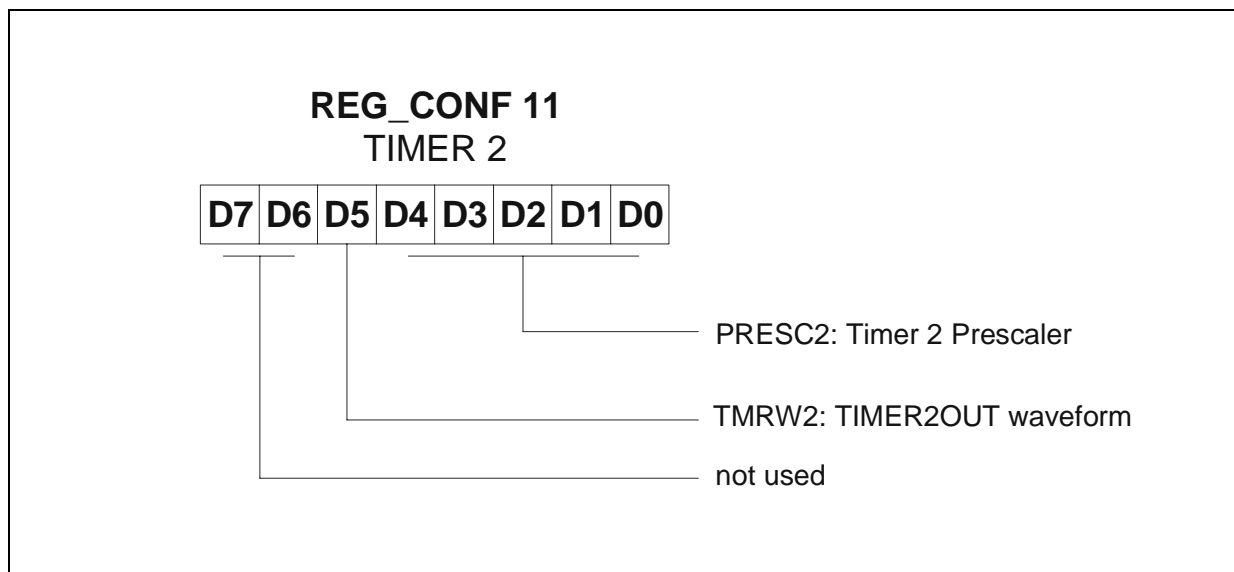 REG_CONF 11
TIMER 2
D7 D6 D5 D4 D3 D2 D1 D0
PRESC2: Timer 2 Prescaler
TMRW2: TIMER2OUT waveform
not used